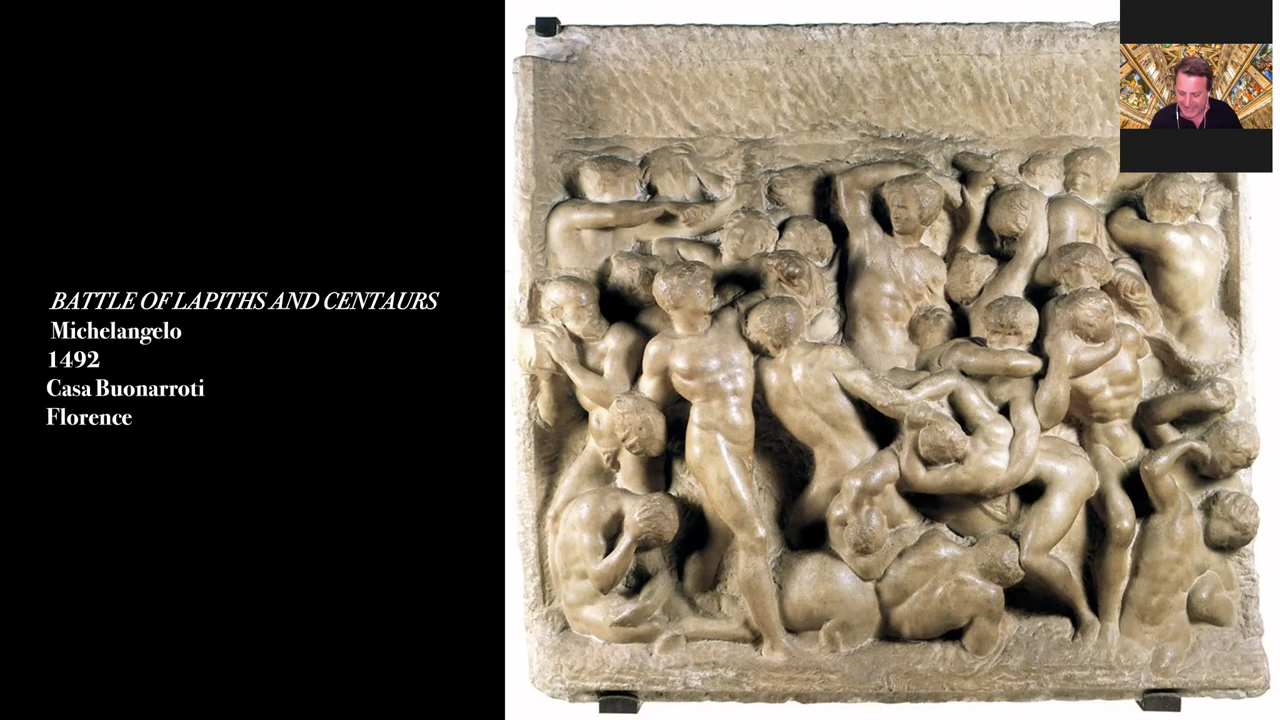 BATTLE OF LAPITHS AND CENTAURS
Michelangelo
1492
Casa Buonarroti
Florence